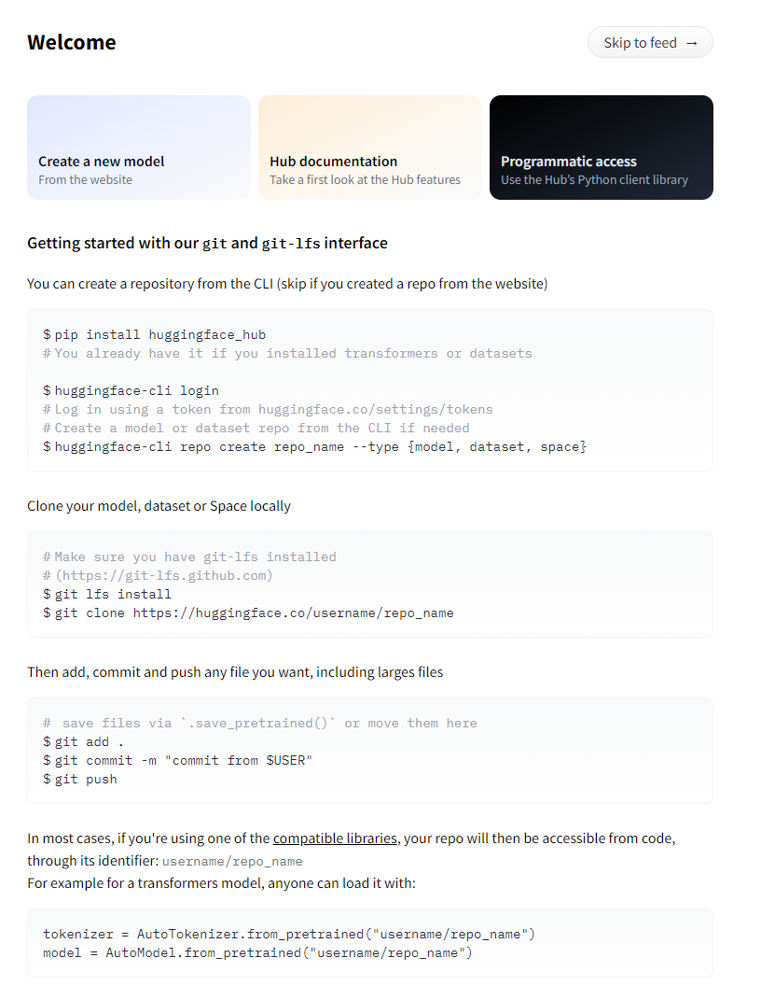 Welcome
Skip to feed →
Create a new model
From the website
Hub documentation
Take a first look at the Hub features
Programmatic access
Use the Hub's Python client library
Getting started with our git and git-lfs interface
You can create a repository from the CLI (skip if you created a repo from the website)
$ pip install huggingface_hub
# You already have it if you installed transformers or datasets
$ huggingface-cli login
# Log in using a token from huggingface.co/settings/tokens
# Create a model or dataset repo from the CLI if needed
$ huggingface-cli repo create repo_name --type {model, dataset, space}
Clone your model, dataset or Space locally
# Make sure you have git-lfs installed
# (https://git-lfs.github.com)
$ git lfs install
$ git clone https://huggingface.co/username/repo_name
Then add, commit and push any file you want, including larges files
# save files via `.save_pretrained()` or move them here
$ git add .
$ git commit -m "commit from $USER"
$ git push
In most cases, if you're using one of the compatible libraries, your repo will then be accessible from code,
through its identifier: username/repo_name
For example for a transformers model, anyone can load it with:
tokenizer = AutoTokenizer.from_pretrained("username/repo_name")
model = AutoModel.from_pretrained("username/repo_name")